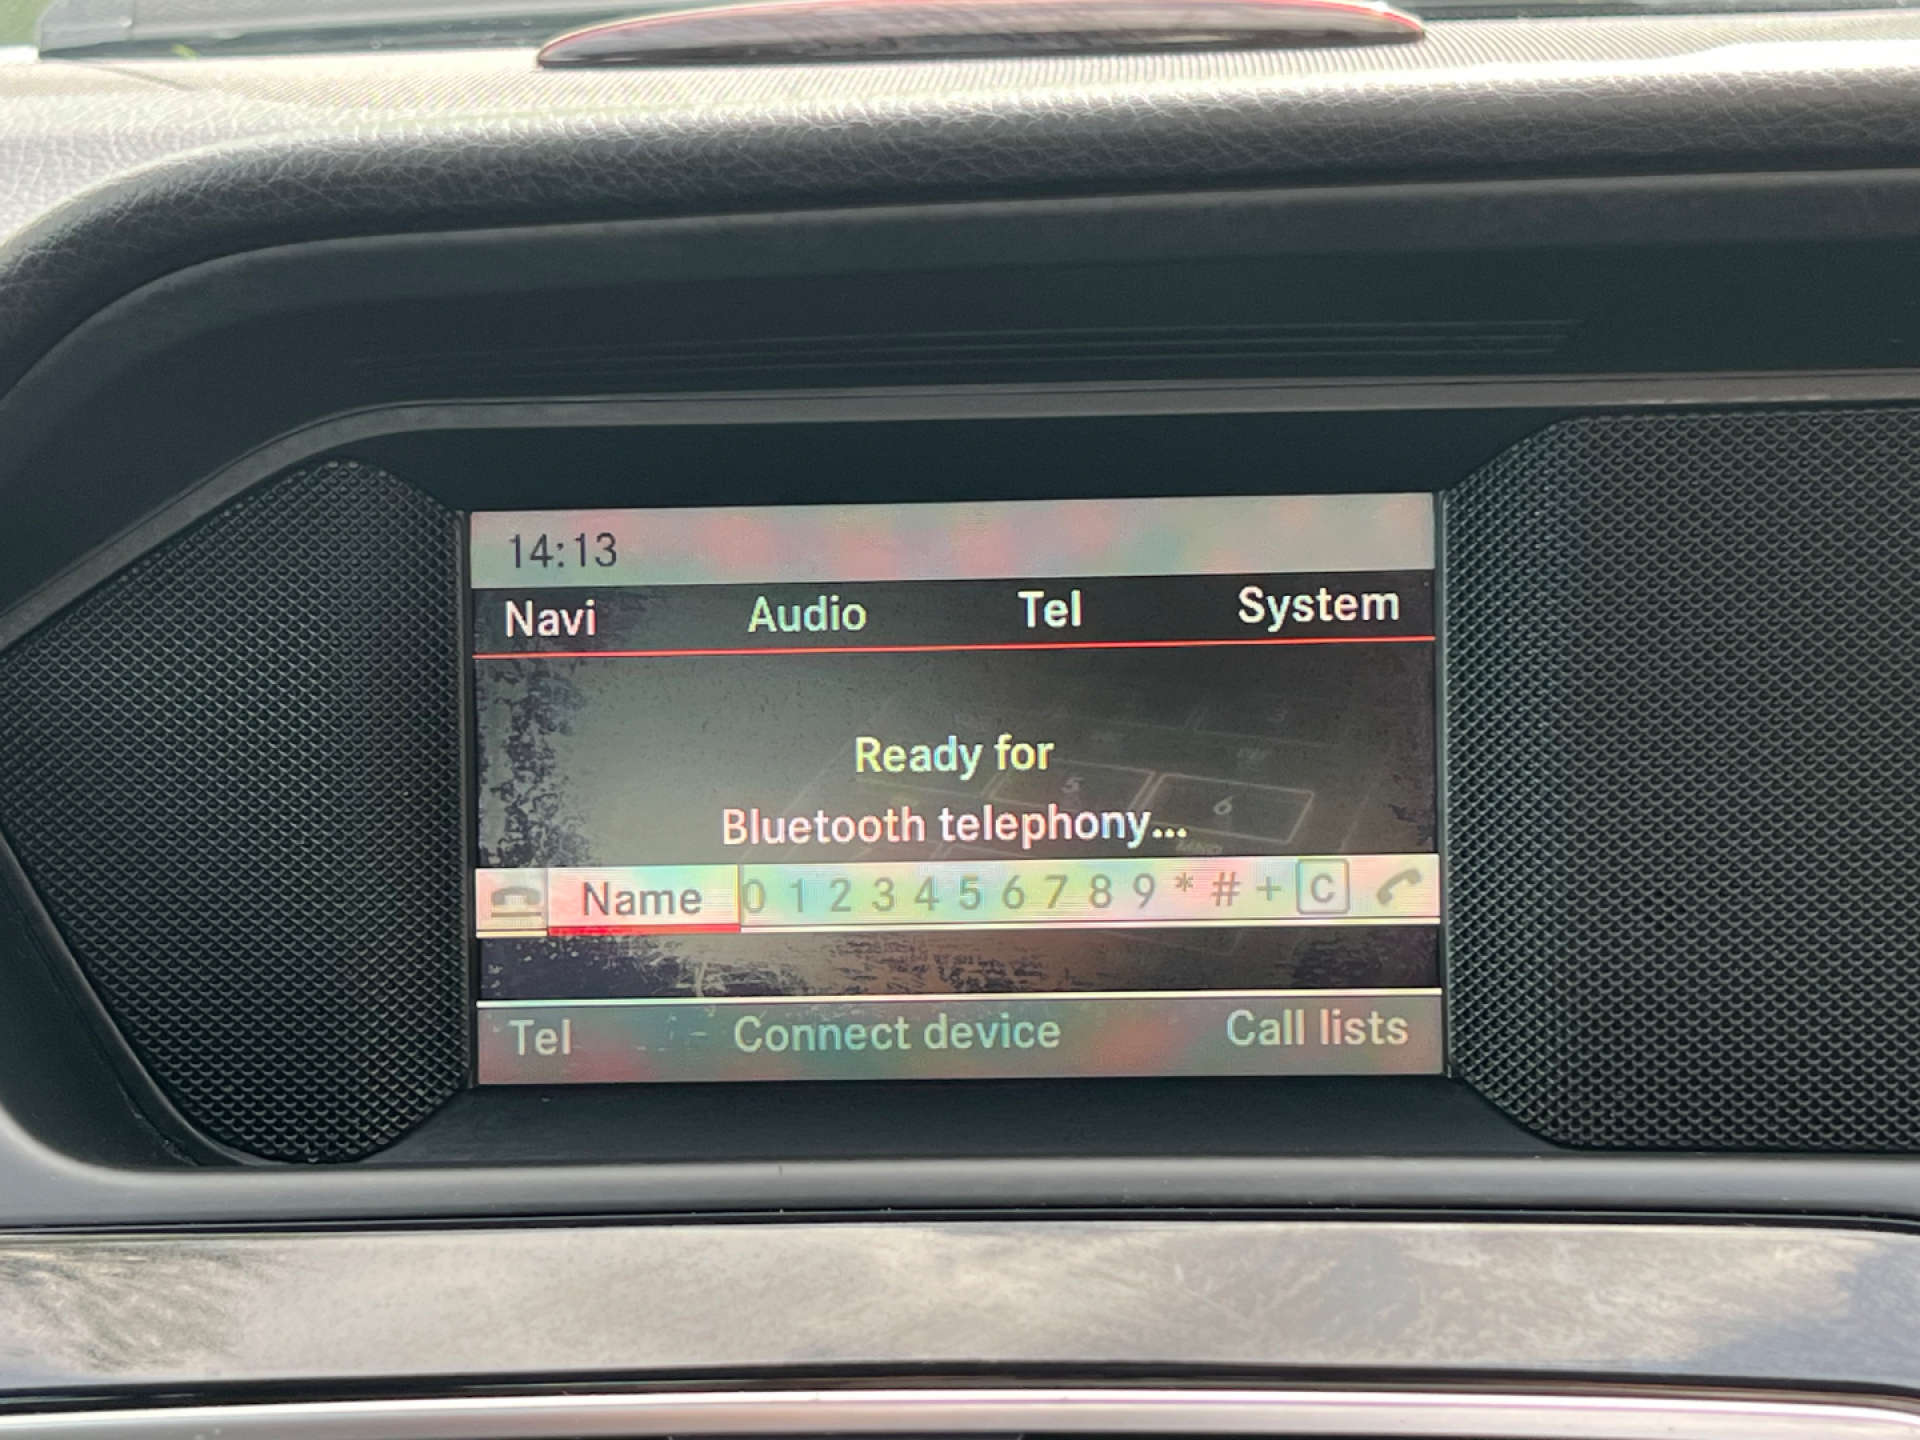 14:13
Navi Audio Tel System
Ready for
Bluetooth telephony...
Name 0 1 2 3 4 5 6 7 8 9 * # + C
Tel Connect device Call lists